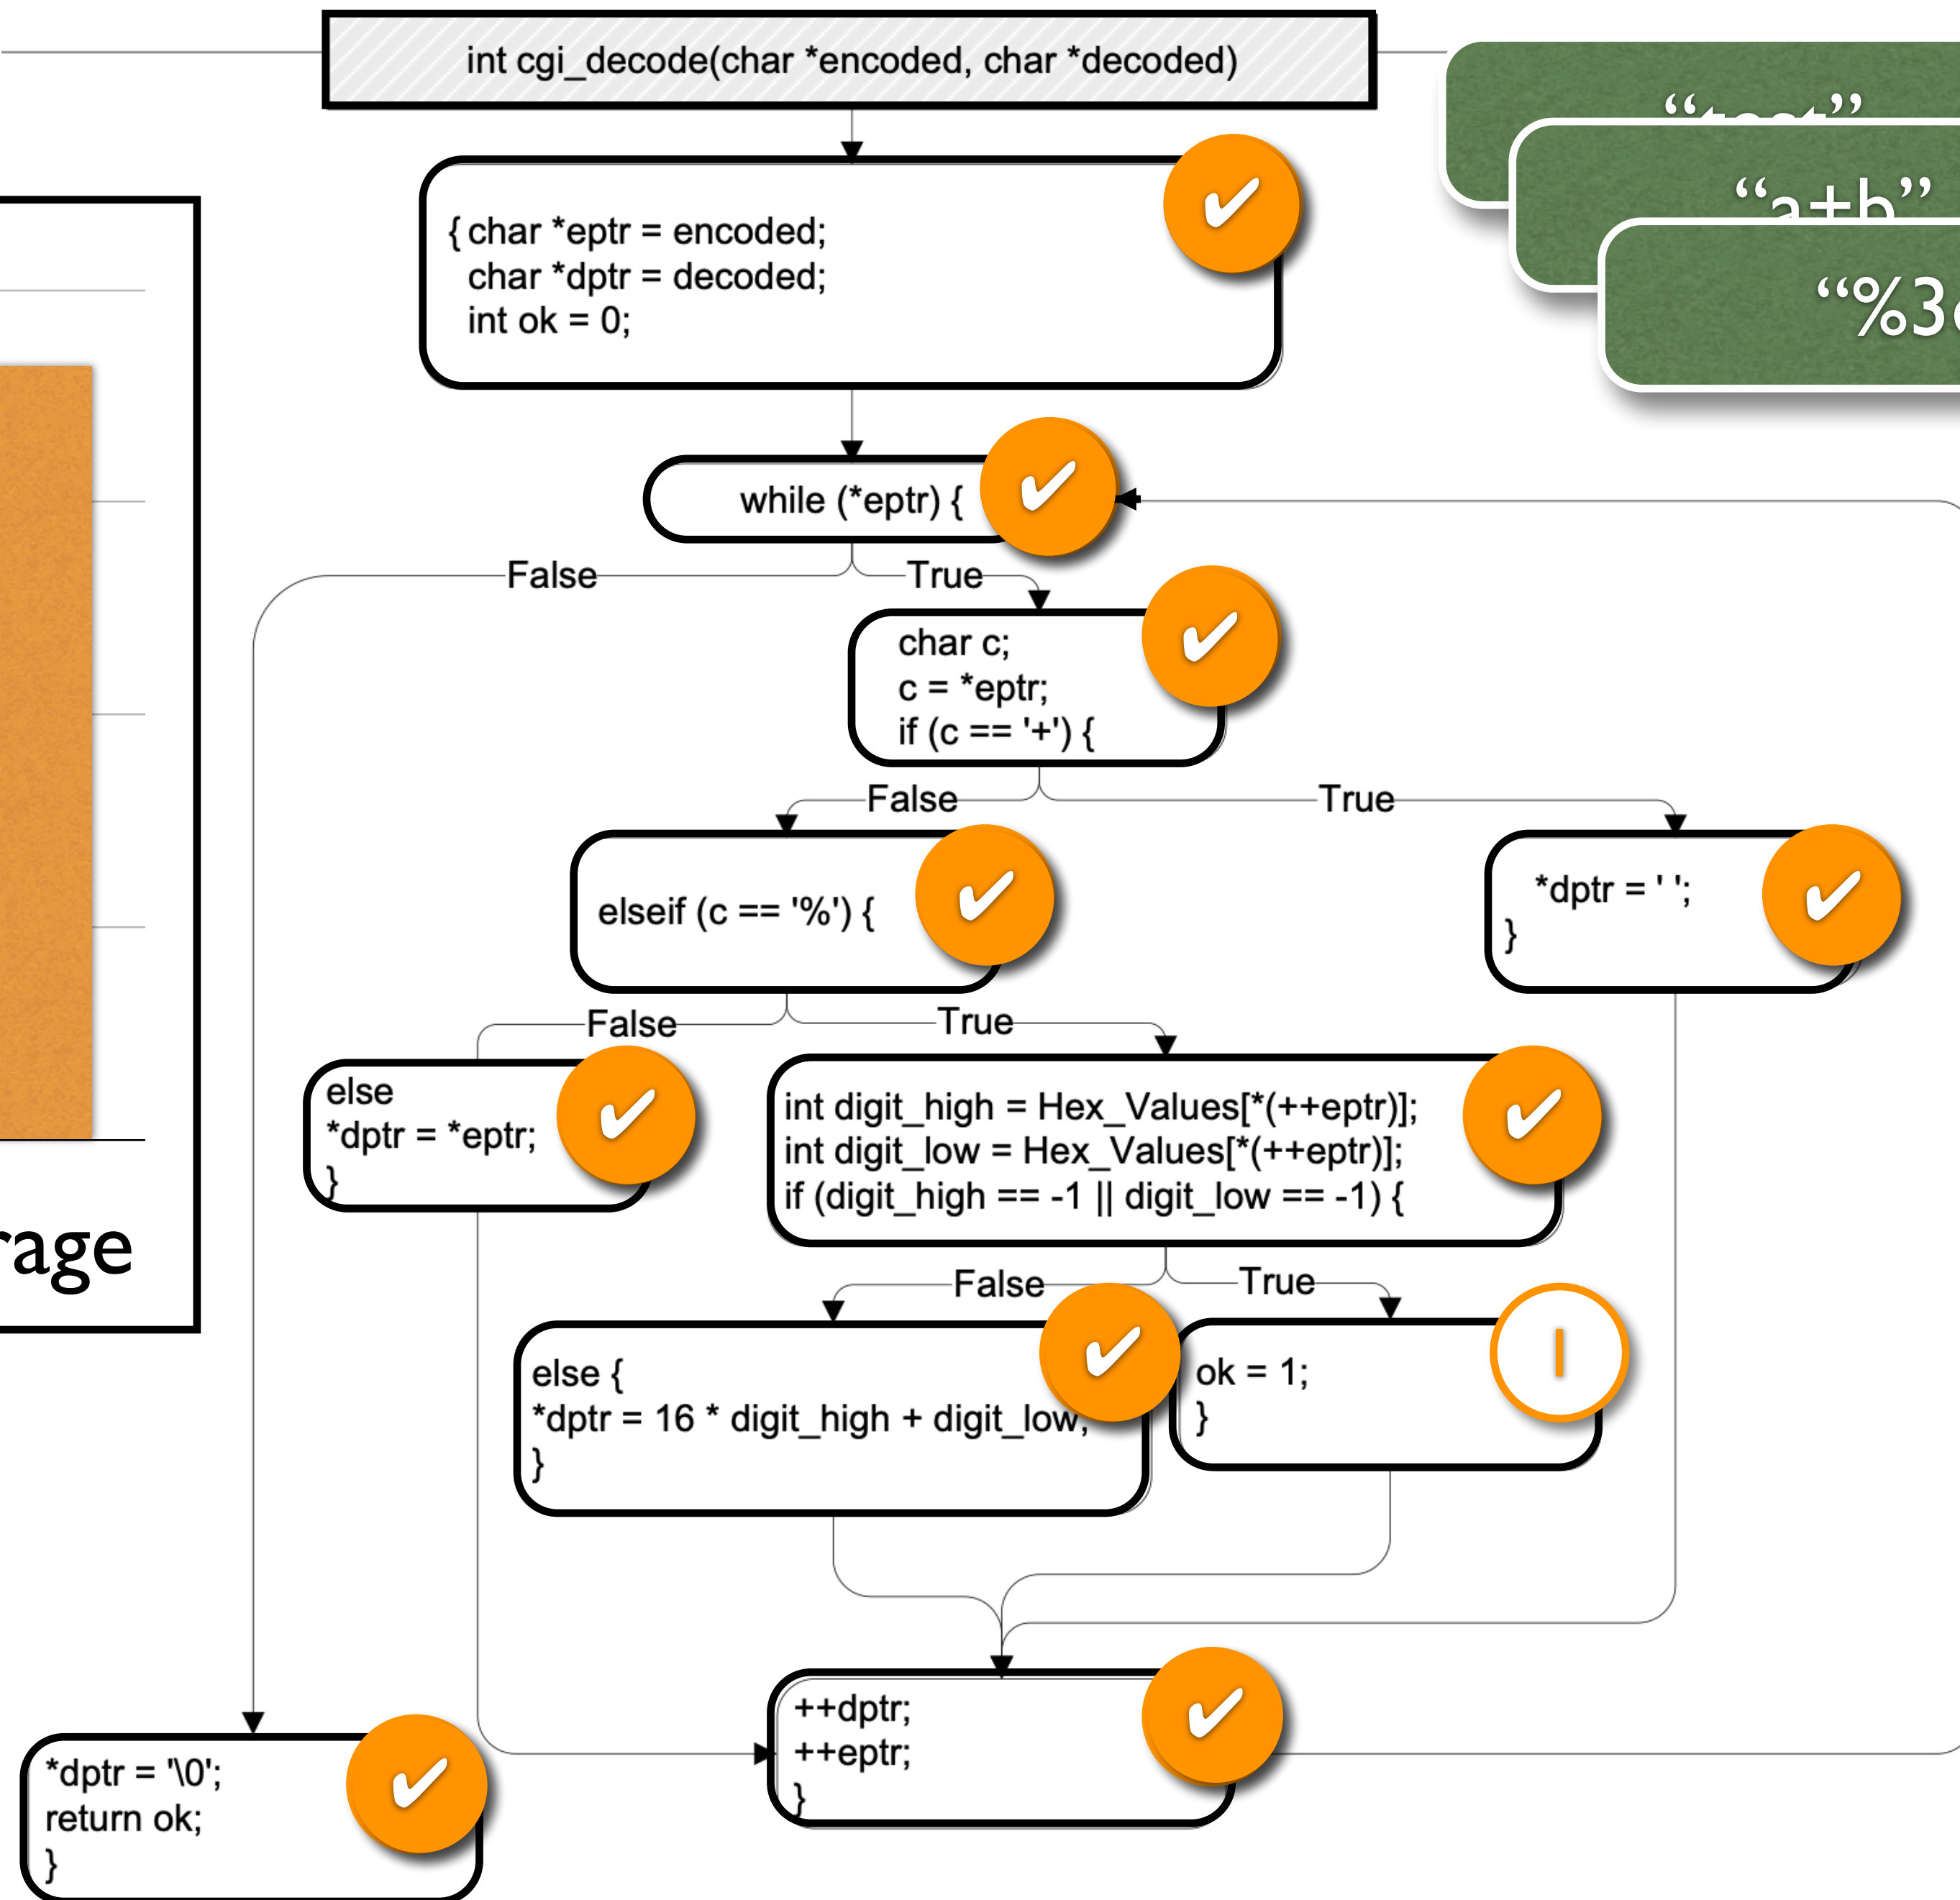 int cgi_decode(char *encoded, char *decoded)
“test”
“a+b”
“%3
{ char *eptr = encoded;
char *dptr = decoded;
int ok = 0;
while (*eptr) {
False
True
char c;
c = *eptr;
if (c == '+') {
False
True
elseif (c == '%') {
*dptr = ' ';
}
False
True
else
*dptr = *eptr;
}
int digit_high = Hex_Values[*(++eptr)];
int digit_low = Hex_Values[*(++eptr)];
if (digit_high == -1 || digit_low == -1) {
rage
False
True
else {
*dptr = 16 * digit_high + digit_low;
}
ok = 1;
}
++dptr;
++eptr;
}
*dptr = '\0';
return ok;
}